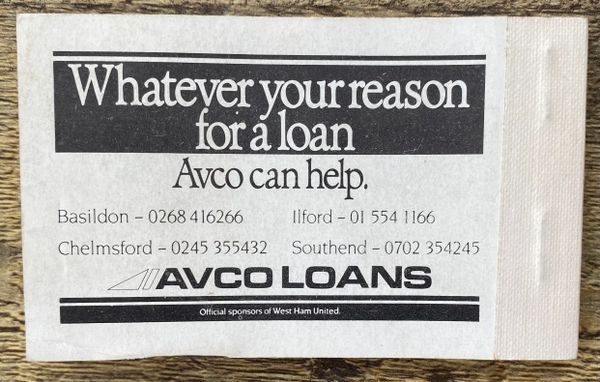 Whatever your reason
for a loan
Avco can help.
Basildon – 0268 416266 Ilford – 01 554 1166
Chelmsford – 0245 355432 Southend – 0702 354245
AVCO LOANS
Official sponsors of West Ham United.